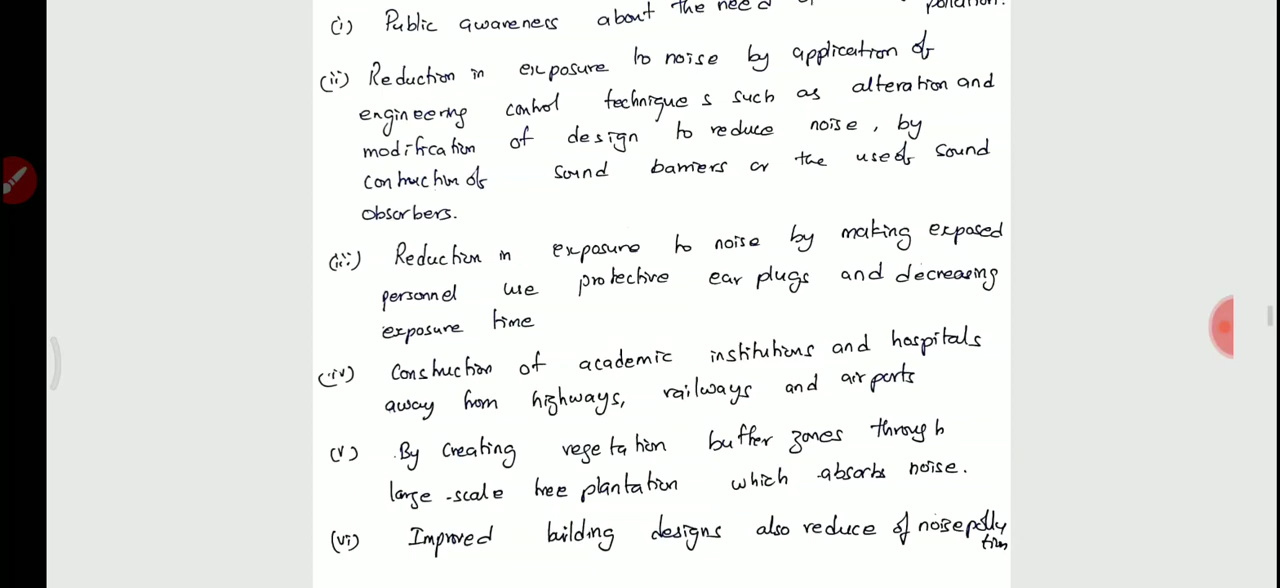 (i) Public awareness about the need pollution.
(ii) Reduction in exposure to noise by application of
engineering control techniques such as alteration and
modification of design to reduce noise, by
contruction of sound barriers or the use of sound
obsorbers.
(iii) Reduction in exposure to noise by making exposed
personnel use protective ear plugs and decreasing
exposure time
(iv) Construction of academic institutions and hospitals
away from highways, railways and airports
(v) By creating vegetation buffer zones through
large-scale tree plantation which absorbs noise.
(vi) Improved building designs also reduce of noise pollu
tion